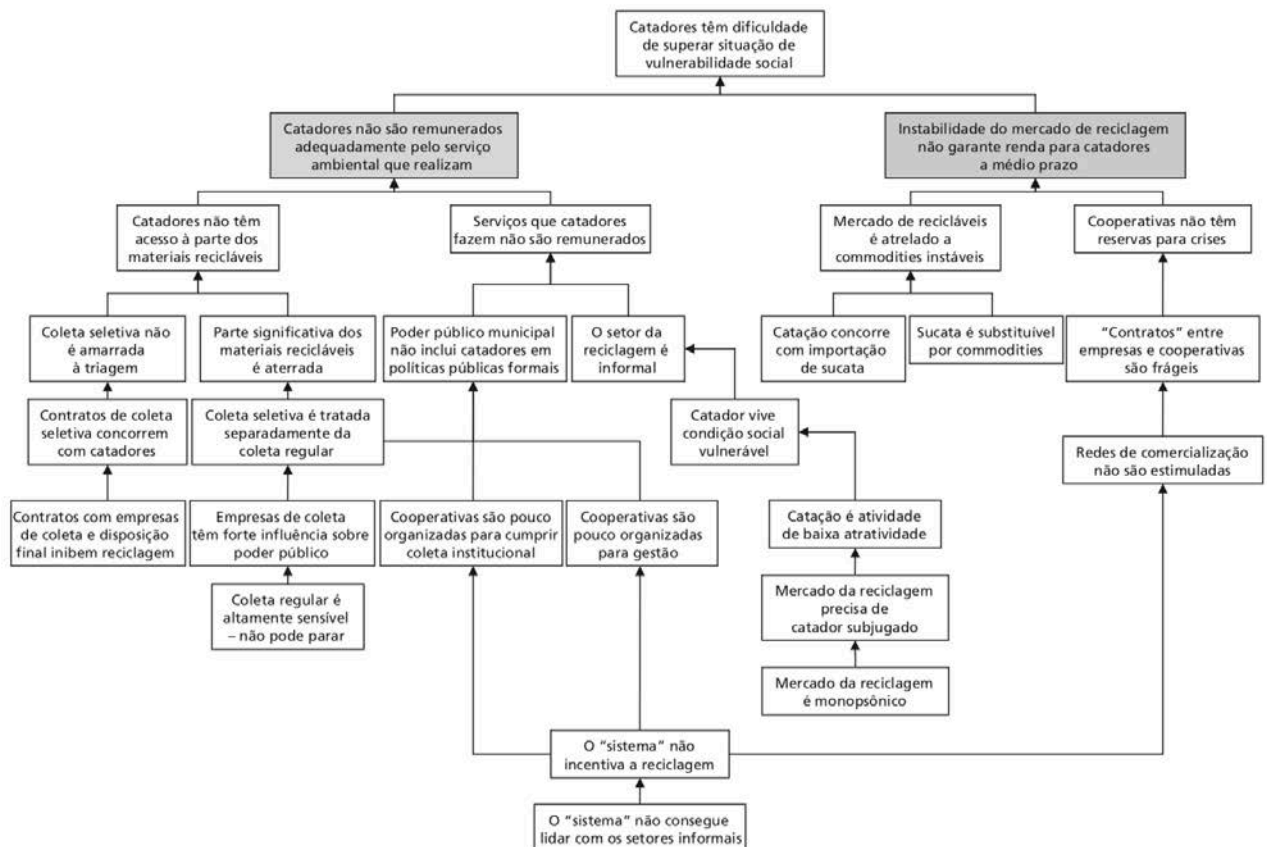 Catadores têm dificuldade
de superar situação de
vulnerabilidade social
Catadores não são remunerados
adequadamente pelo serviço
ambiental que realizam
Instabilidade do mercado de reciclagem
não garante renda para catadores
a médio prazo
Catadores não têm
acesso à parte dos
materiais recicláveis
Serviços que catadores
fazem não são remunerados
Mercado de recicláveis
é atrelado a
commodities instáveis
Cooperativas não têm
reservas para crises
Coleta seletiva não
é amarrada
à triagem
Parte significativa dos
materiais recicláveis
é aterrada
Poder público municipal
não inclui catadores em
políticas públicas formais
O setor da
reciclagem é
informal
Catação concorre
com importação
de sucata
Sucata é substituível
por commodities
"Contratos" entre
empresas e cooperativas
são frágeis
Contratos de coleta
seletiva concorrem
com catadores
Coleta seletiva é tratada
separadamente da
coleta regular
Catador vive
condição social
vulnerável
Redes de comercialização
não são estimuladas
Contratos com empresas
de coleta e disposição
final inibem reciclagem
Empresas de coleta
têm forte influência sobre
poder público
Cooperativas são pouco
organizadas para cumprir
coleta institucional
Cooperativas são
pouco organizadas
para gestão
Catação é atividade
de baixa atratividade
Coleta regular é
altamente sensível
– não pode parar
Mercado da reciclagem
precisa de
catador subjugado
Mercado da reciclagem
é monopsônico
O "sistema" não
incentiva a reciclagem
O "sistema" não consegue
lidar com os setores informais